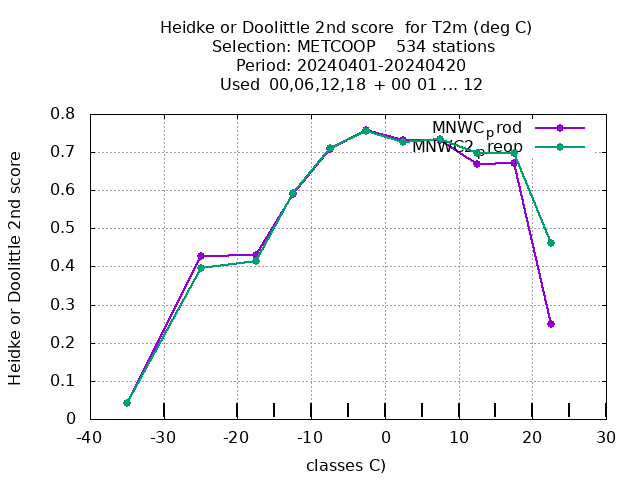 Heidke or Doolittle 2nd score  for T2m (deg C)
Selection: METCOOP    534 stations
Period: 20240401-20240420
Used  00,06,12,18 + 00 01 ... 12
MNWCprod
MNWC2preop
Heidke or Doolittle 2nd score
0.8
0.7
0.6
0.5
0.4
0.3
0.2
0.1
0
-40 -30 -20 -10 0 10 20 30
classes C)